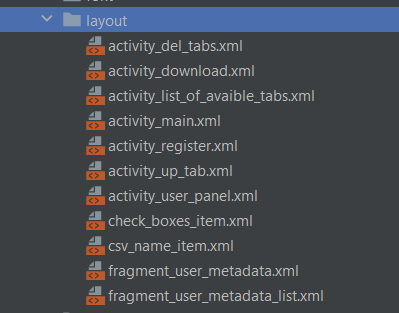 layout
activity_del_tabs.xml
activity_download.xml
activity_list_of_avaible_tabs.xml
activity_main.xml
activity_register.xml
activity_up_tab.xml
activity_user_panel.xml
check_boxes_item.xml
csv_name_item.xml
fragment_user_metadata.xml
fragment_user_metadata_list.xml